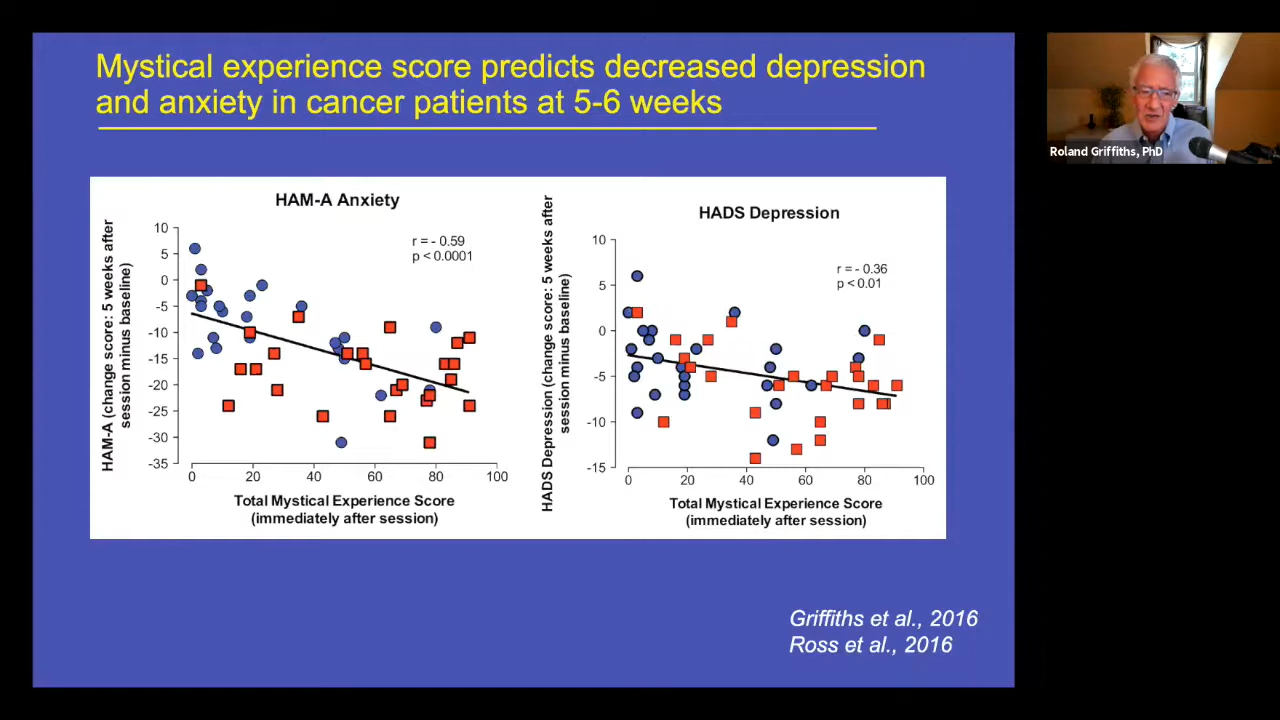 Mystical experience score predicts decreased depression
and anxiety in cancer patients at 5-6 weeks
Roland Griffiths, PhD
HAM-A Anxiety
HAM-A (change score: 5 weeks after
session minus baseline)
10
5
0
-5
-10
-15
-20
-25
-30
-35
r = - 0.59
p < 0.0001
0 20 40 60 80 100
Total Mystical Experience Score
(immediately after session)
HADS Depression
HADS Depression (change score: 5 weeks after
session minus baseline)
10
5
0
-5
-10
-15
r = - 0.36
p < 0.01
0 20 40 60 80 100
Total Mystical Experience Score
(immediately after session)
Griffiths et al., 2016
Ross et al., 2016